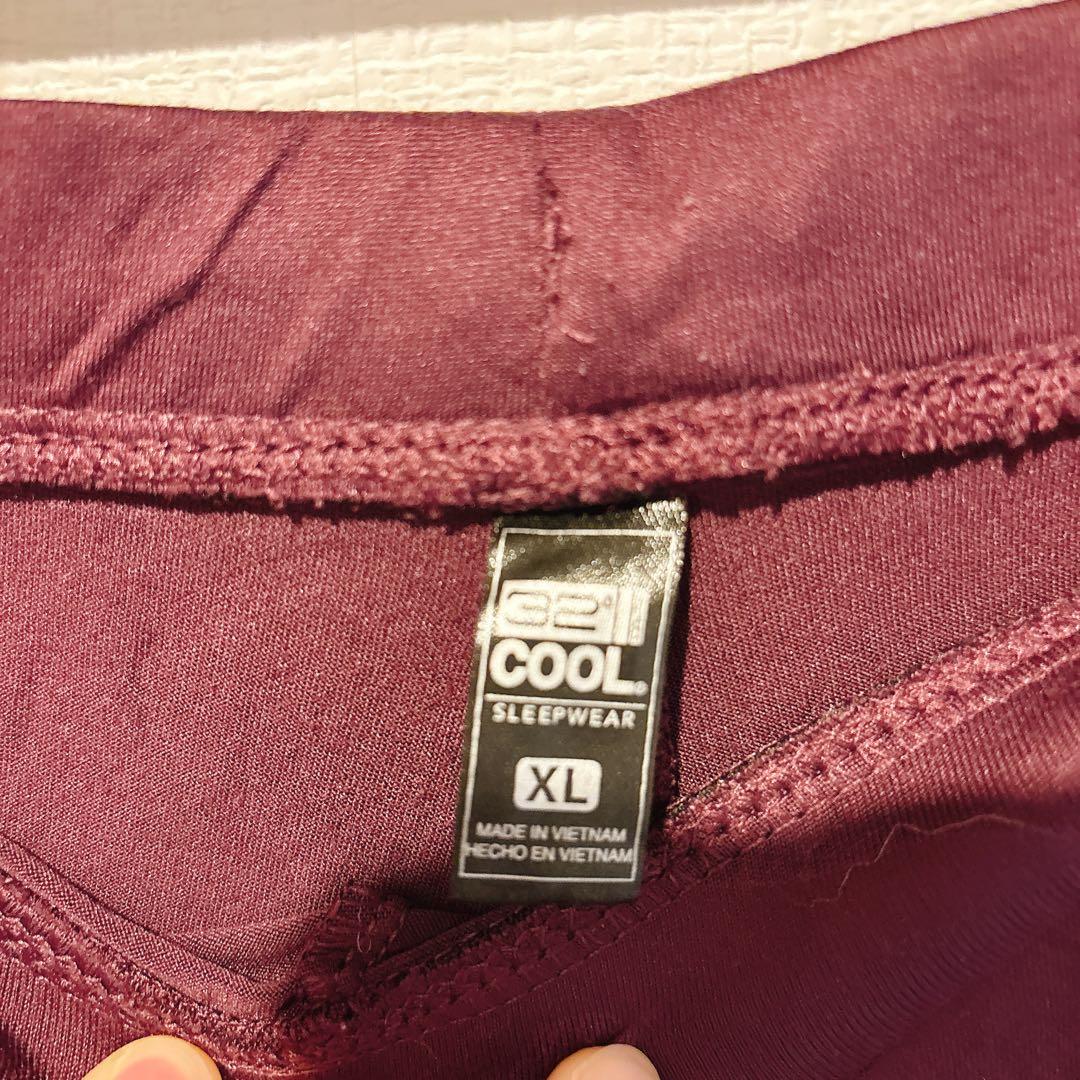 32°
COOL®
SLEEPWEAR
XL
MADE IN VIETNAM
HECHO EN VIETNAM